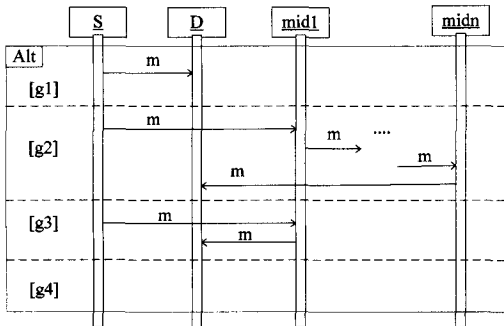 S D mid1 midn
Alt
m
[g1]
m
[g2] m .... m
m
[g3] m
m
[g4]